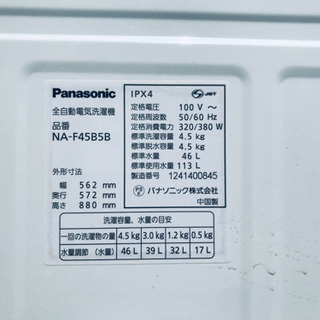 Panasonic
全自動電気洗濯機
品番
NA-F45B5B
外形寸法
幅 562 mm
奥行 572 mm
高さ 880 mm
IPX4 JET
定格電圧 100 V～
定格周波数 50/60 Hz
定格消費電力 320/380 W
標準洗濯容量 4.5 kg
標準脱水容量 4.5 kg
標準水量 46 L
標準使用水量 113 L
製造番号 1241400845
パナソニック株式会社
中国製
洗濯容量、水量の目安
一回の洗濯物の量 4.5 kg 3.0 kg 1.2 kg 0.5 kg
水量調節（水量） 46 L 39 L 32 L 17 L